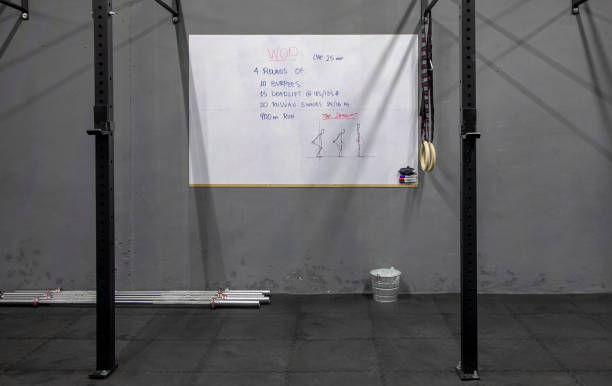 WOD
CAP. 25 min
4 ROUNDS OF
10 BURPEES
15 DEADLIFT @ 185/135 #
20 RUSSIAN SWINGS 24/16 KG
400 m RUN